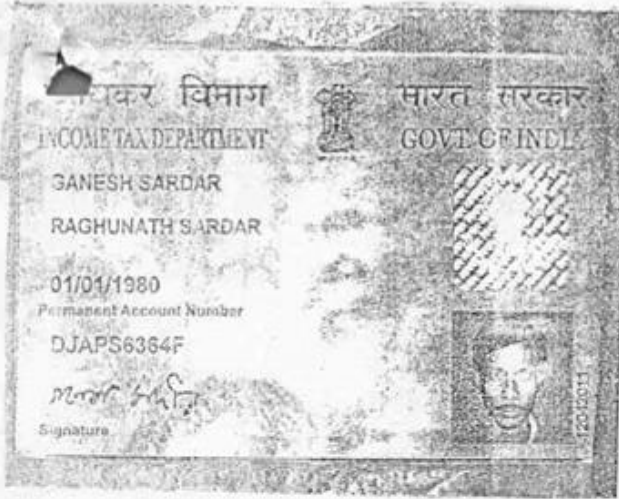 विभाग भारत सरकार
INCOME TAX DEPARTMENT GOVT. OF INDIA
GANESH SARDAR
RAGHUNATH SARDAR
01/01/1980
Permanent Account Number
DJAPS6364F
Signature